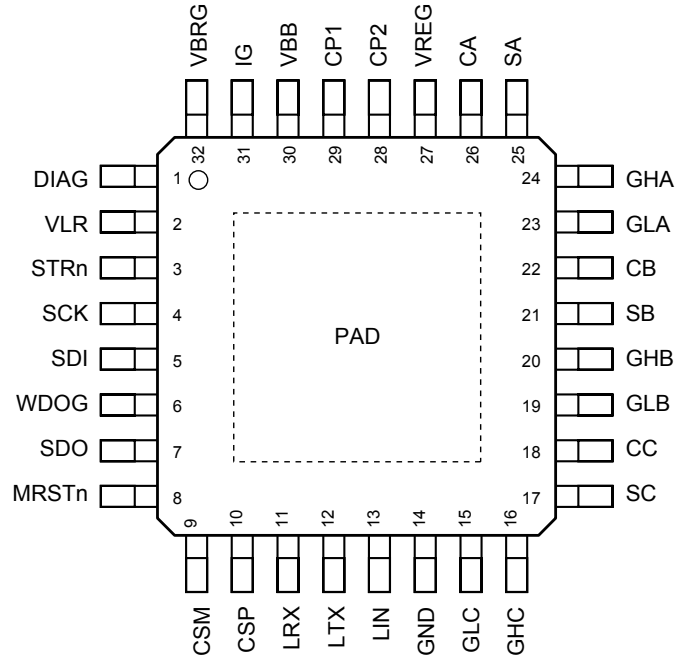 VBRG
IG
VBB
CP1
CP2
VREG
CA
SA
32
31
30
29
28
27
26
25
DIAG 1 24 GHA
VLR 2 23 GLA
STRn 3 22 CB
SCK 4 21 SB
PAD
SDI 5 20 GHB
WDOG 6 19 GLB
SDO 7 18 CC
MRSTn 8 17 SC
9
10
11
12
13
14
15
16
CSM
CSP
LRX
LTX
LIN
GND
GLC
GHC